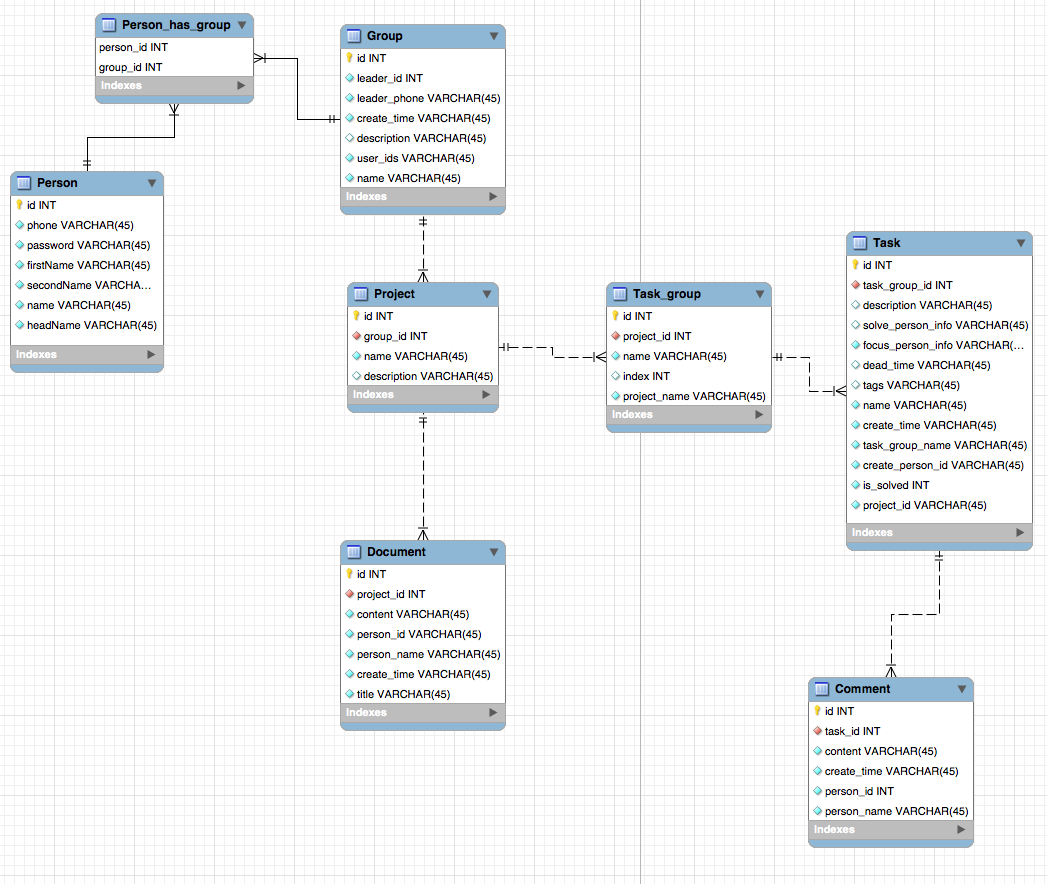 Person_has_group
person_id INT
group_id INT
Indexes
Group
id INT
leader_id INT
leader_phone VARCHAR(45)
create_time VARCHAR(45)
description VARCHAR(45)
user_ids VARCHAR(45)
name VARCHAR(45)
Indexes
Person
id INT
phone VARCHAR(45)
password VARCHAR(45)
firstName VARCHAR(45)
secondName VARCHA...
name VARCHAR(45)
headName VARCHAR(45)
Indexes
Project
id INT
group_id INT
name VARCHAR(45)
description VARCHAR(45)
Indexes
Task_group
id INT
project_id INT
name VARCHAR(45)
index INT
project_name VARCHAR(45)
Indexes
Task
id INT
task_group_id INT
description VARCHAR(45)
solve_person_info VARCHAR(45)
focus_person_info VARCHAR(...
dead_time VARCHAR(45)
tags VARCHAR(45)
name VARCHAR(45)
create_time VARCHAR(45)
task_group_name VARCHAR(45)
create_person_id VARCHAR(45)
is_solved INT
project_id VARCHAR(45)
Indexes
Document
id INT
project_id INT
content VARCHAR(45)
person_id VARCHAR(45)
person_name VARCHAR(45)
create_time VARCHAR(45)
title VARCHAR(45)
Indexes
Comment
id INT
task_id INT
content VARCHAR(45)
create_time VARCHAR(45)
person_id INT
person_name VARCHAR(45)
Indexes